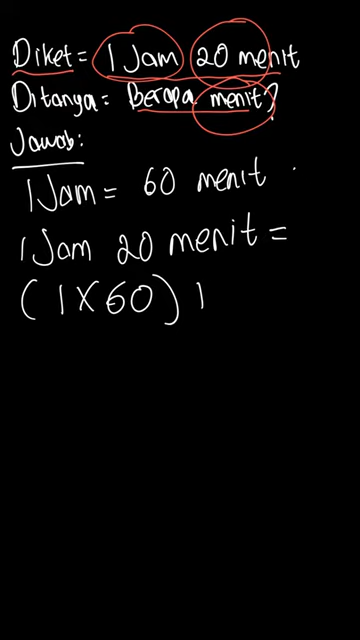 Diket = 1 Jam 20 menit
Ditanya = Berapa menit?
Jawab:
1 Jam = 60 menit
1 Jam 20 menit =
( 1 X 60 ) 1